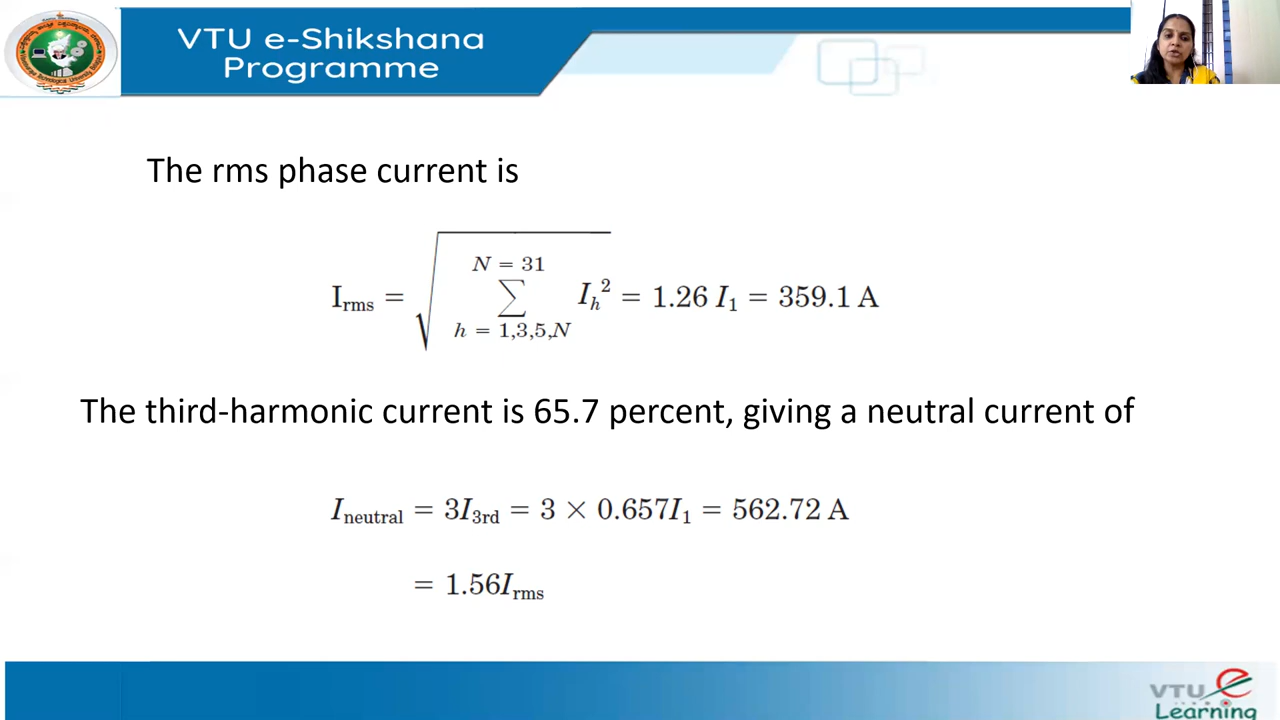 VTU e-Shikshana
Programme
The rms phase current is
I_rms = √(∑_{h = 1,3,5,N}^{N = 31} I_h²) = 1.26 I₁ = 359.1 A
The third-harmonic current is 65.7 percent, giving a neutral current of
I_neutral = 3I_3rd = 3 × 0.657I₁ = 562.72 A
= 1.56I_rms
VTU e
Learning